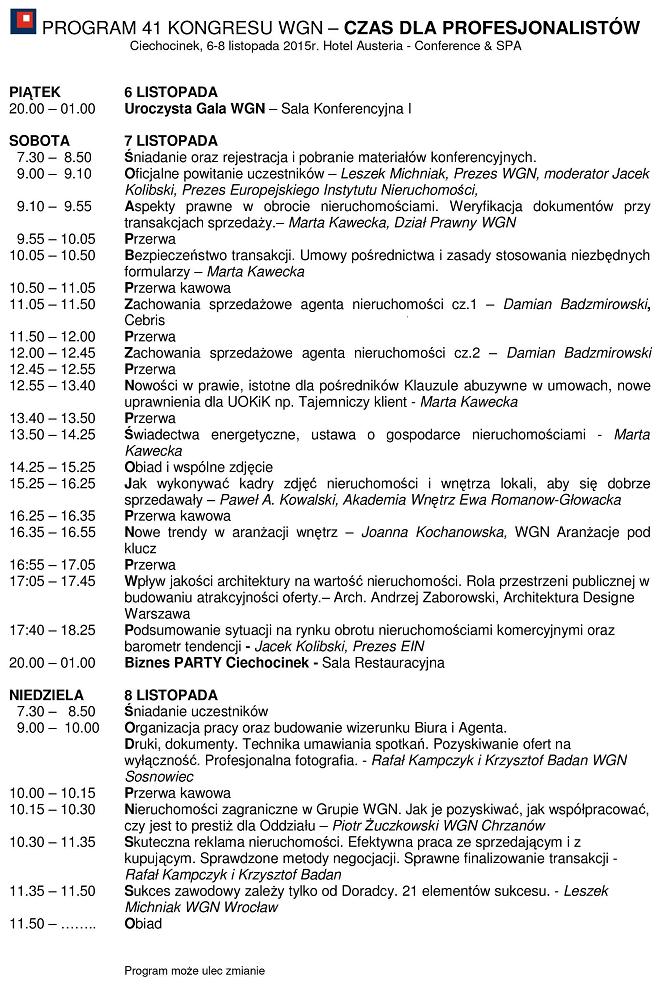 PROGRAM 41 KONGRESU WGN – CZAS DLA PROFESJONALISTÓW
Ciechocinek, 6-8 listopada 2015r. Hotel Austeria - Conference & SPA
PIĄTEK 6 LISTOPADA
20.00 – 01.00 Uroczysta Gala WGN – Sala Konferencyjna I
SOBOTA 7 LISTOPADA
7.30 – 8.50 Śniadanie oraz rejestracja i pobranie materiałów konferencyjnych.
9.00 – 9.10 Oficjalne powitanie uczestników – Leszek Michniak, Prezes WGN, moderator Jacek
Kolibski, Prezes Europejskiego Instytutu Nieruchomości,
9.10 – 9.55 Aspekty prawne w obrocie nieruchomościami. Weryfikacja dokumentów przy
transakcjach sprzedaży.– Marta Kawecka, Dział Prawny WGN
9.55 – 10.05 Przerwa
10.05 – 10.50 Bezpieczeństwo transakcji. Umowy pośrednictwa i zasady stosowania niezbędnych
formularzy – Marta Kawecka
10.50 – 11.05 Przerwa kawowa
11.05 – 11.50 Zachowania sprzedażowe agenta nieruchomości cz.1 – Damian Badzmirowski,
Cebris
11.50 – 12.00 Przerwa
12.00 – 12.45 Zachowania sprzedażowe agenta nieruchomości cz.2 – Damian Badzmirowski
12.45 – 12.55 Przerwa
12.55 – 13.40 Nowości w prawie, istotne dla pośredników Klauzule abuzywne w umowach, nowe
uprawnienia dla UOKiK np. Tajemniczy klient - Marta Kawecka
13.40 – 13.50 Przerwa
13.50 – 14.25 Świadectwa energetyczne, ustawa o gospodarce nieruchomościami - Marta
Kawecka
14.25 – 15.25 Obiad i wspólne zdjęcie
15.25 – 16.25 Jak wykonywać kadry zdjęć nieruchomości i wnętrza lokali, aby się dobrze
sprzedawały – Paweł A. Kowalski, Akademia Wnętrz Ewa Romanow-Głowacka
16.25 – 16.35 Przerwa kawowa
16.35 – 16.55 Nowe trendy w aranżacji wnętrz – Joanna Kochanowska, WGN Aranżacje pod
klucz
16:55 – 17.05 Przerwa
17:05 – 17.45 Wpływ jakości architektury na wartość nieruchomości. Rola przestrzeni publicznej w
budowaniu atrakcyjności oferty.– Arch. Andrzej Zaborowski, Architektura Designe
Warszawa
17:40 – 18.25 Podsumowanie sytuacji na rynku obrotu nieruchomościami komercyjnymi oraz
barometr tendencji - Jacek Kolibski, Prezes EIN
20.00 – 01.00 Biznes PARTY Ciechocinek - Sala Restauracyjna
NIEDZIELA 8 LISTOPADA
7.30 – 8.50 Śniadanie uczestników
9.00 – 10.00 Organizacja pracy oraz budowanie wizerunku Biura i Agenta.
Druki, dokumenty. Technika umawiania spotkań. Pozyskiwanie ofert na
wyłączność. Profesjonalna fotografia. - Rafał Kampczyk i Krzysztof Badan WGN
Sosnowiec
10.00 – 10.15 Przerwa kawowa
10.15 – 10.30 Nieruchomości zagraniczne w Grupie WGN. Jak je pozyskiwać, jak współpracować,
czy jest to prestiż dla Oddziału – Piotr Żuczkowski WGN Chrzanów
10.30 – 11.35 Skuteczna reklama nieruchomości. Efektywna praca ze sprzedającym i z
kupującym. Sprawdzone metody negocjacji. Sprawne finalizowanie transakcji -
Rafał Kampczyk i Krzysztof Badan
11.35 – 11.50 Sukces zawodowy zależy tylko od Doradcy. 21 elementów sukcesu. - Leszek
Michniak WGN Wrocław
11.50 – …….. Obiad
Program może ulec zmianie